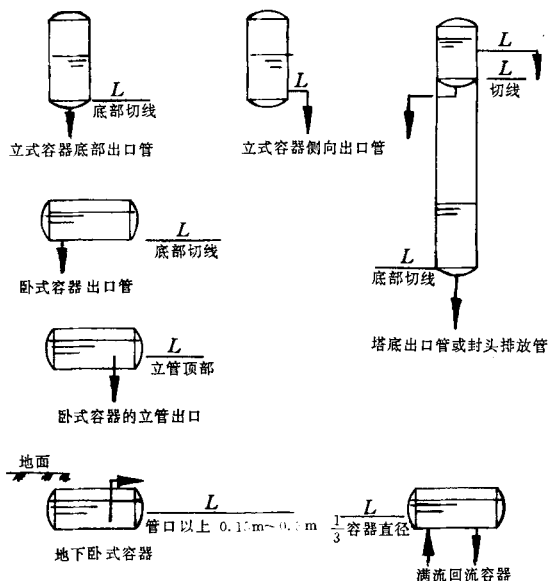 L
底部切线
立式容器底部出口管
L
立式容器侧向出口管
L
L
切线
L
底部切线
塔底出口管或封头排放管
L
底部切线
卧式容器出口管
L
立管顶部
卧式容器的立管出口
地面
L
管口以上 m
地下卧式容器
L
1/3 容器直径
满流回流容器